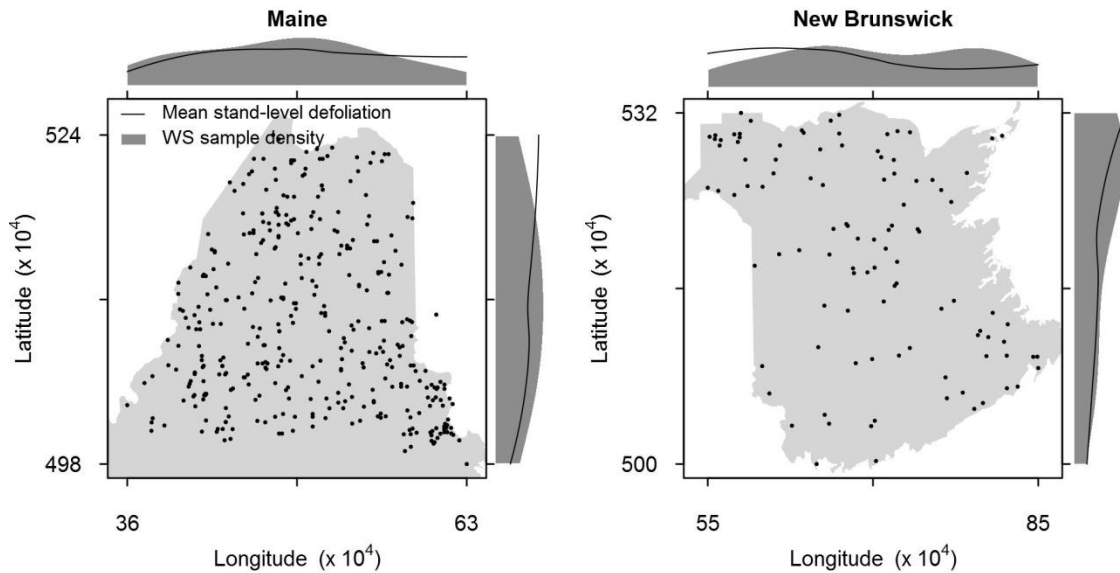 Maine
Mean stand-level defoliation
WS sample density
524
498
Latitude (x 10⁴)
36
63
Longitude (x 10⁴)
New Brunswick
532
500
Latitude (x 10⁴)
55
85
Longitude (x 10⁴)